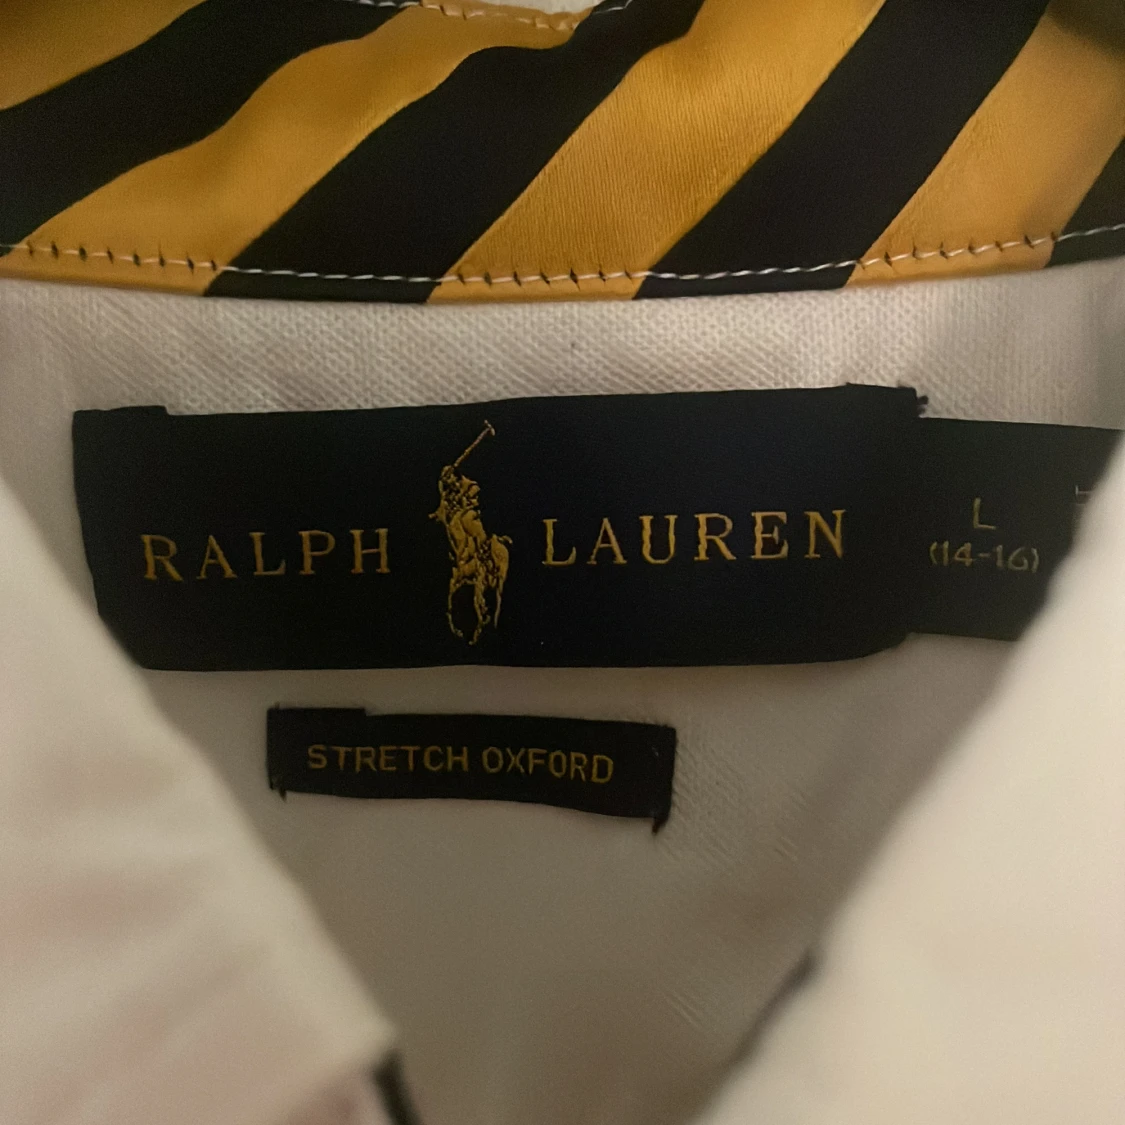 RALPH LAUREN
L
(14-16)
STRETCH OXFORD